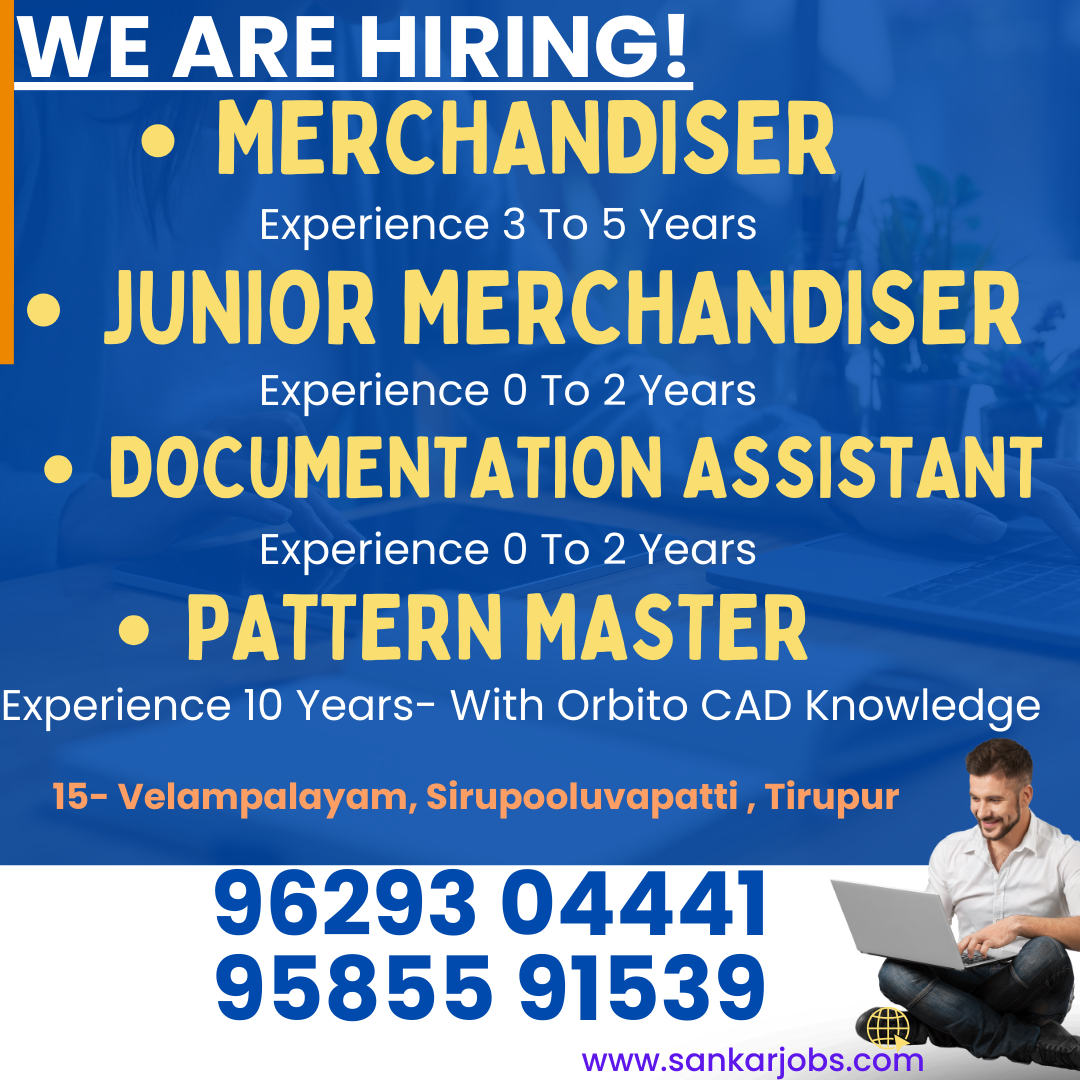 WE ARE HIRING!
• MERCHANDISER
Experience 3 To 5 Years
• JUNIOR MERCHANDISER
Experience 0 To 2 Years
• DOCUMENTATION ASSISTANT
Experience 0 To 2 Years
• PATTERN MASTER
Experience 10 Years- With Orbito CAD Knowledge
15- Velampalayam, Sirupooluvapatti , Tirupur
96293 04441
95855 91539
www.sankarjobs.com